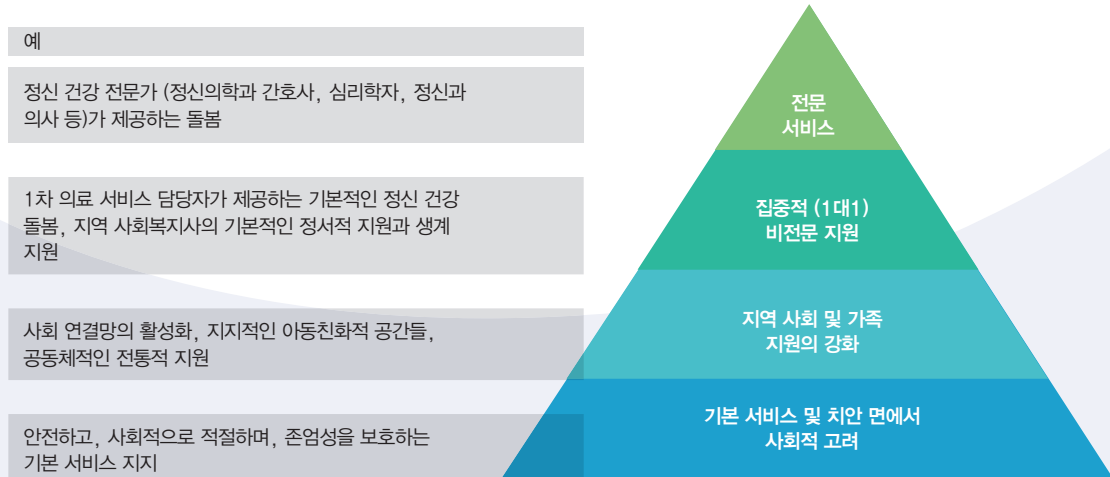 예
정신 건강 전문가 (정신의학과 간호사, 심리학자, 정신과
의사 등)가 제공하는 돌봄
전문
서비스
1차 의료 서비스 담당자가 제공하는 기본적인 정신 건강
돌봄, 지역 사회복지사의 기본적인 정서적 지원과 생계
지원
집중적 (1대1)
비전문 지원
사회 연결망의 활성화, 지지적인 아동친화적 공간들,
공동체적인 전통적 지원
지역 사회 및 가족
지원의 강화
안전하고, 사회적으로 적절하며, 존엄성을 보호하는
기본 서비스 지지
기본 서비스 및 치안 면에서
사회적 고려